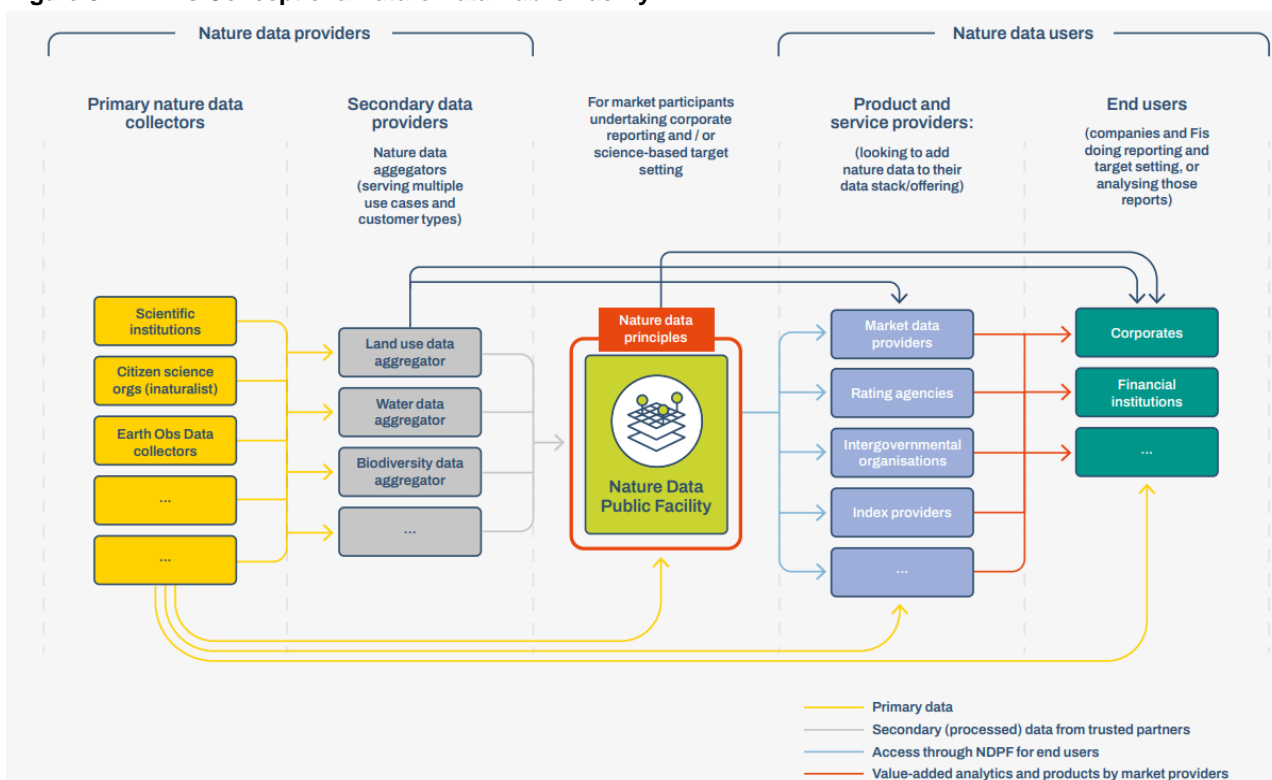 Nature data providers
Nature data users
Primary nature data
collectors
Secondary data
providers
Nature data
aggegators
(serving multiple
use cases and
customer types)
For market participants
undertaking corporate
reporting and / or
science-based target
setting
Product and
service providers:
(looking to add
nature data to their
data stack/offering)
End users
(companies and Fis
doing reporting and
target setting, or
analysing those
reports)
Scientific
institutions
Citizen science
orgs (inaturalist)
Earth Obs Data
collectors
...
...
Land use data
aggregator
Water data
aggregator
Biodiversity data
aggregator
...
Nature data
principles
Nature Data
Public Facility
Market data
providers
Rating agencies
Intergovernmental
organisations
Index providers
...
Corporates
Financial
institutions
...
Primary data
Secondary (processed) data from trusted partners
Access through NDPF for end users
Value-added analytics and products by market providers